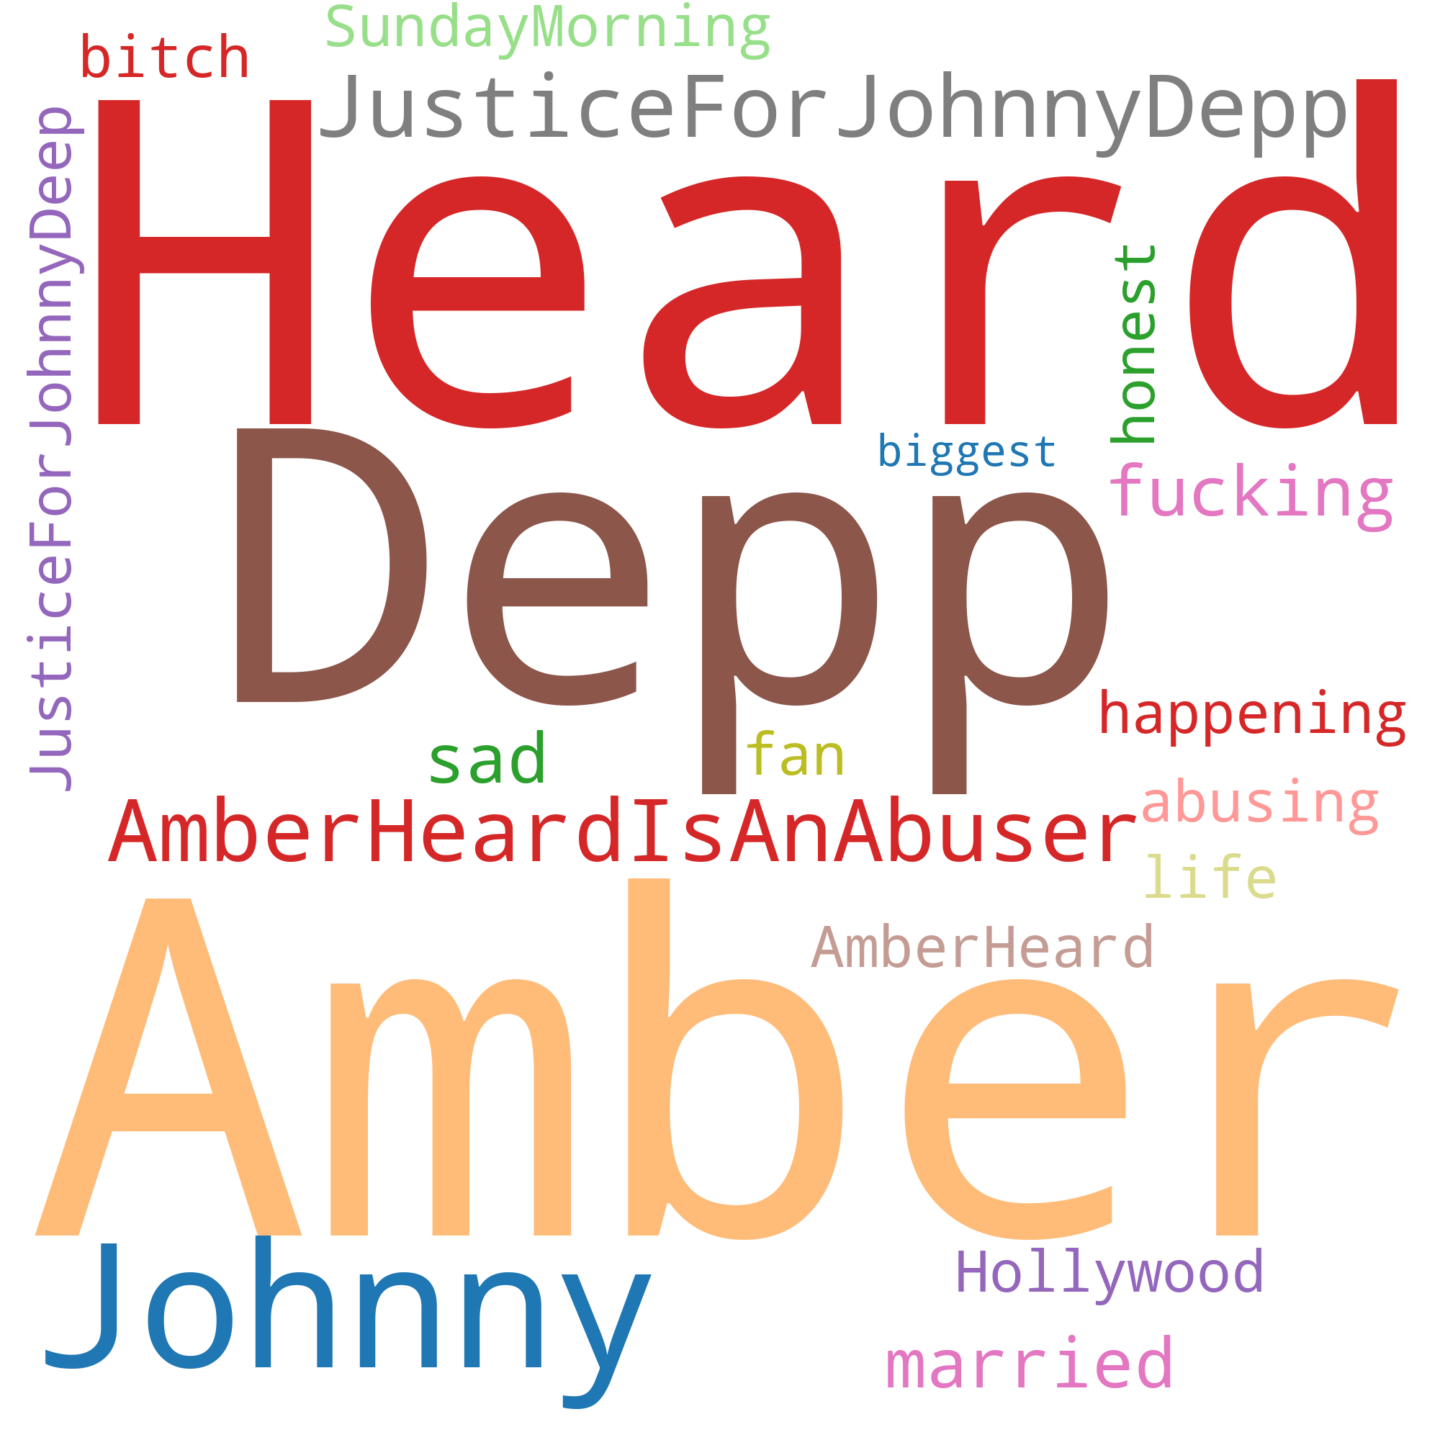 SundayMorning
bitch
JusticeForJohnnyDepp
JusticeForJohnnyDeep
Heard
honest
biggest
fucking
Depp
happening
sad
fan
abusing
AmberHeardIsAnAbuser
life
AmberHeard
Amber
Johnny
Hollywood
married